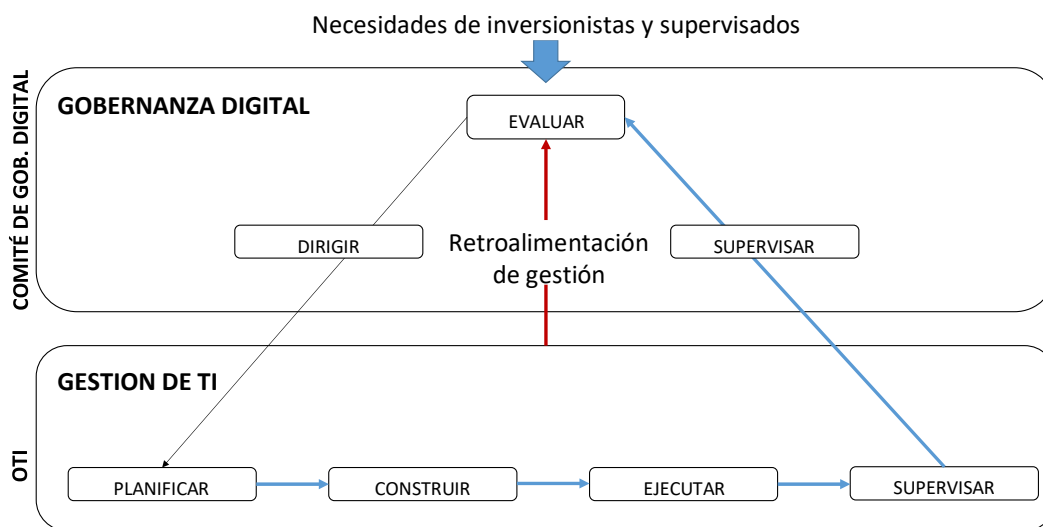 Necesidades de inversionistas y supervisados
COMITÉ DE GOB. DIGITAL
GOBERNANZA DIGITAL
EVALUAR
DIRIGIR
Retroalimentación
de gestión
SUPERVISAR
OTI
GESTION DE TI
PLANIFICAR
CONSTRUIR
EJECUTAR
SUPERVISAR